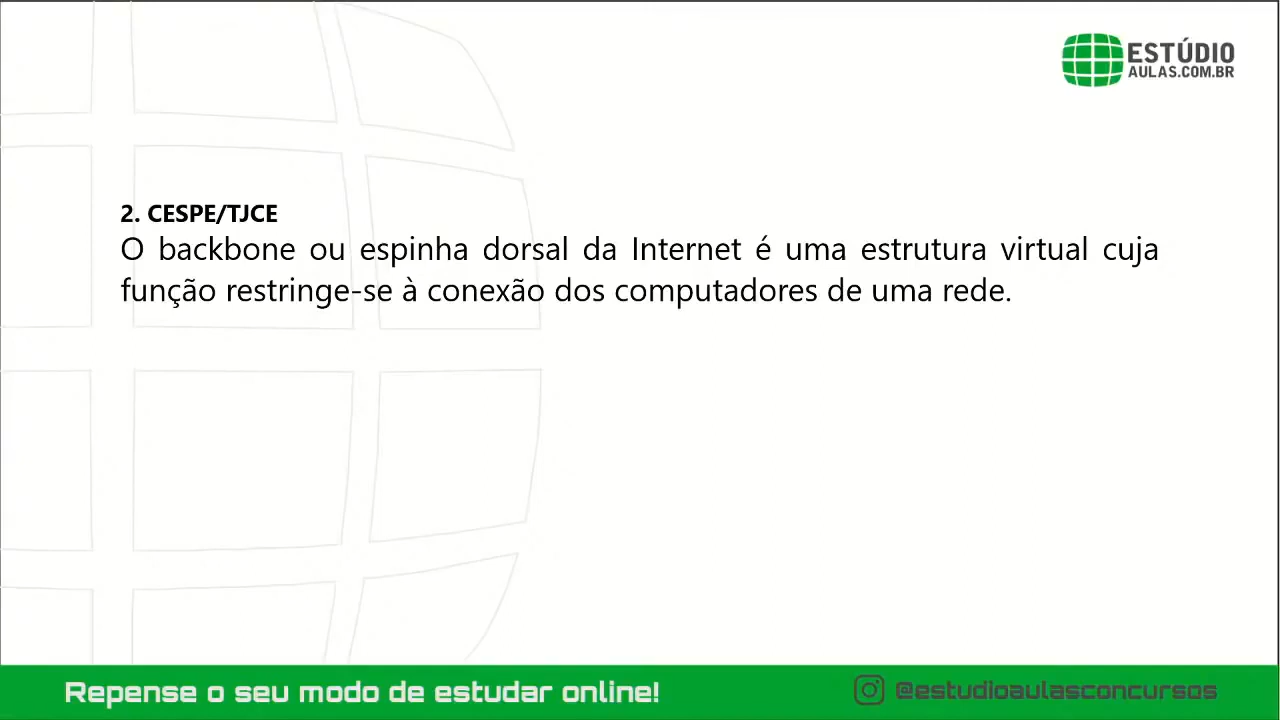 ESTÚDIO
AULAS.COM.BR
2. CESPE/TJCE
O backbone ou espinha dorsal da Internet é uma estrutura virtual cuja
função restringe-se à conexão dos computadores de uma rede.
Repense o seu modo de estudar online!
@estudioaulasconcursos